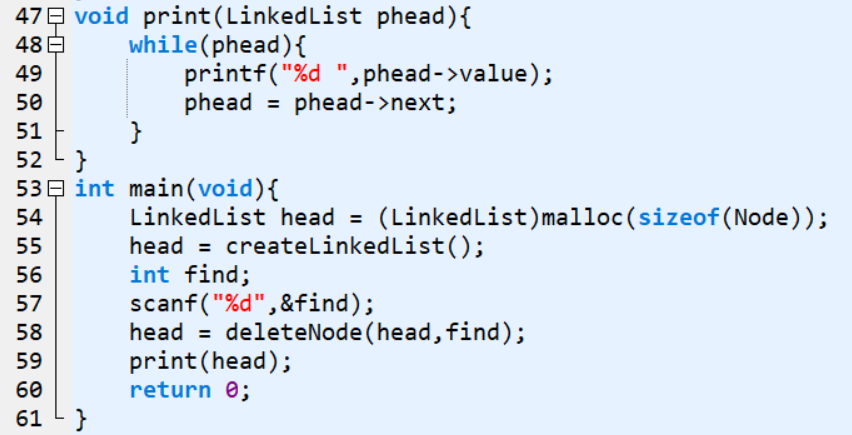 47 void print(LinkedList phead){
48     while(phead){
49         printf("%d ",phead->value);
50         phead = phead->next;
51     }
52 }
53 int main(void){
54     LinkedList head = (LinkedList)malloc(sizeof(Node));
55     head = createLinkedList();
56     int find;
57     scanf("%d",&find);
58     head = deleteNode(head,find);
59     print(head);
60     return 0;
61 }